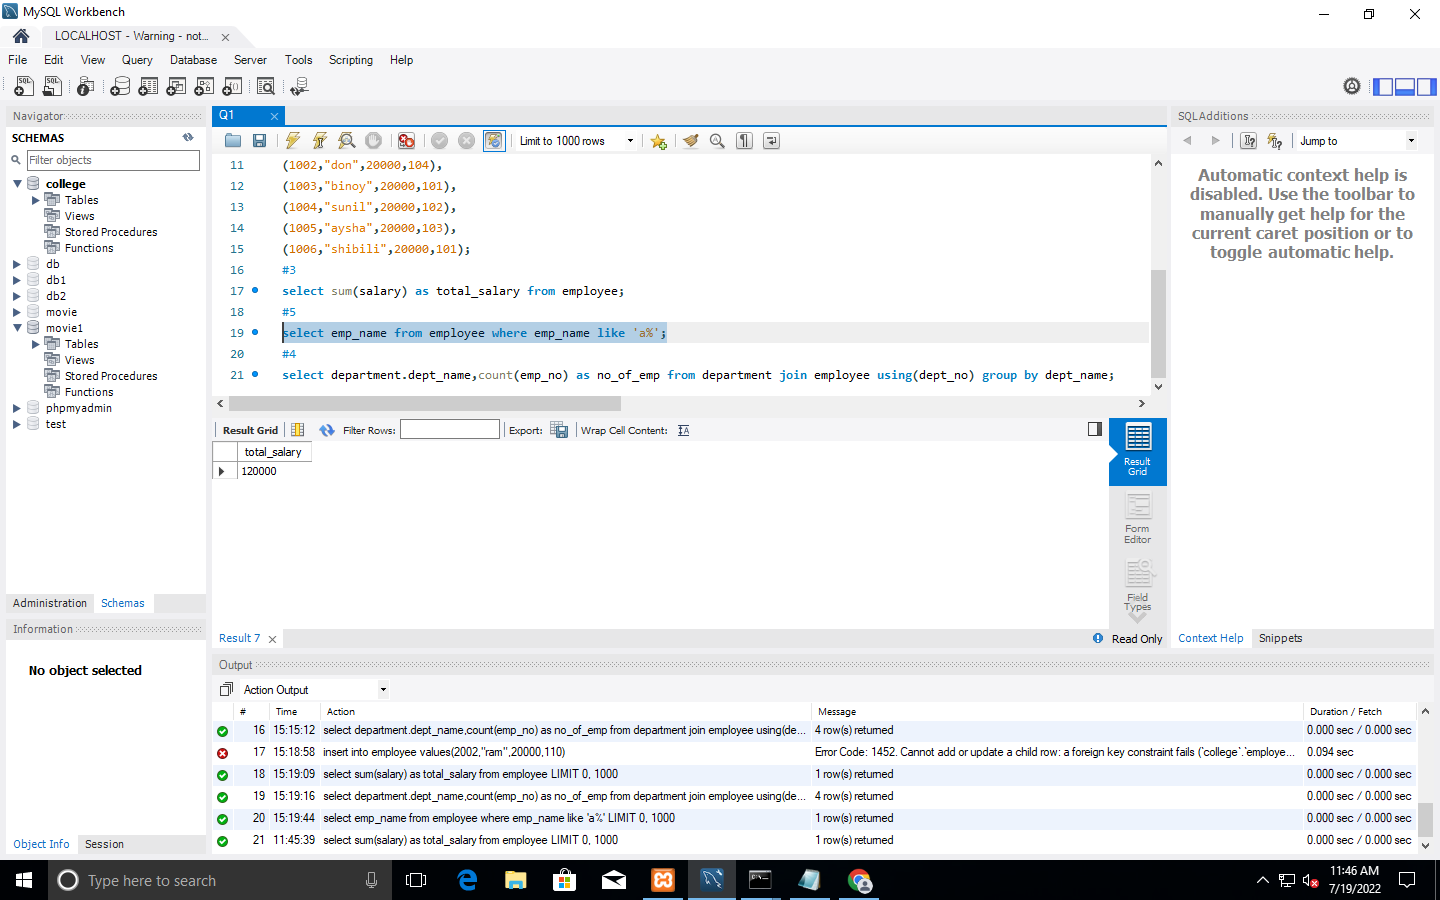 MySQL Workbench
LOCALHOST - Warning - not...
File Edit View Query Database Server Tools Scripting Help
Navigator
SCHEMAS
Filter objects
college
Tables
Views
Stored Procedures
Functions
db
db1
db2
movie
movie1
Tables
Views
Stored Procedures
Functions
phpmyadmin
test
Administration Schemas
Information
No object selected
Object Info Session
Q1
Limit to 1000 rows
11 (1002,"don",20000,104),
12 (1003,"binoy",20000,101),
13 (1004,"sunil",20000,102),
14 (1005,"aysha",20000,103),
15 (1006,"shibili",20000,101);
16 #3
17 select sum(salary) as total_salary from employee;
18 #5
19 select emp_name from employee where emp_name like 'a%';
20 #4
21 select department.dept_name,count(emp_no) as no_of_emp from department join employee using(dept_no) group by dept_name;
Result Grid Filter Rows: Export: Wrap Cell Content:
total_salary
120000
Result Grid
Form Editor
Field Types
Result 7
Read Only
SQLAdditions
Jump to
Automatic context help is
disabled. Use the toolbar to
manually get help for the
current caret position or to
toggle automatic help.
Context Help Snippets
Output
Action Output
# Time Action Message Duration / Fetch
16 15:15:12 select department.dept_name,count(emp_no) as no_of_emp from department join employee using(de... 4 row(s) returned 0.000 sec / 0.000 sec
17 15:18:58 insert into employee values(2002,"ram",20000,110) Error Code: 1452. Cannot add or update a child row: a foreign key constraint fails (`college`.`employe... 0.094 sec
18 15:19:09 select sum(salary) as total_salary from employee LIMIT 0, 1000 1 row(s) returned 0.000 sec / 0.000 sec
19 15:19:16 select department.dept_name,count(emp_no) as no_of_emp from department join employee using(de... 4 row(s) returned 0.000 sec / 0.000 sec
20 15:19:44 select emp_name from employee where emp_name like 'a%' LIMIT 0, 1000 1 row(s) returned 0.000 sec / 0.000 sec
21 11:45:39 select sum(salary) as total_salary from employee LIMIT 0, 1000 1 row(s) returned 0.000 sec / 0.000 sec
Type here to search
11:46 AM
7/19/2022